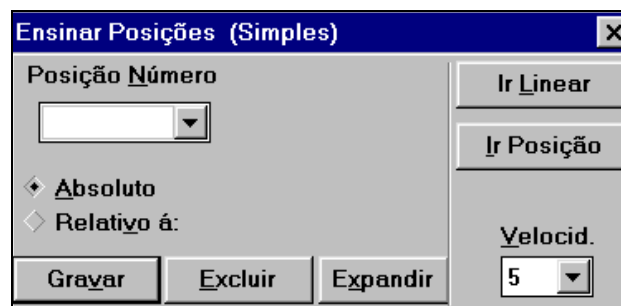 Ensinar Posições (Simples)
Posição Número
Ir Linear
Ir Posição
Absoluto
Relativo á:
Velocid.
5
Gravar
Excluir
Expandir